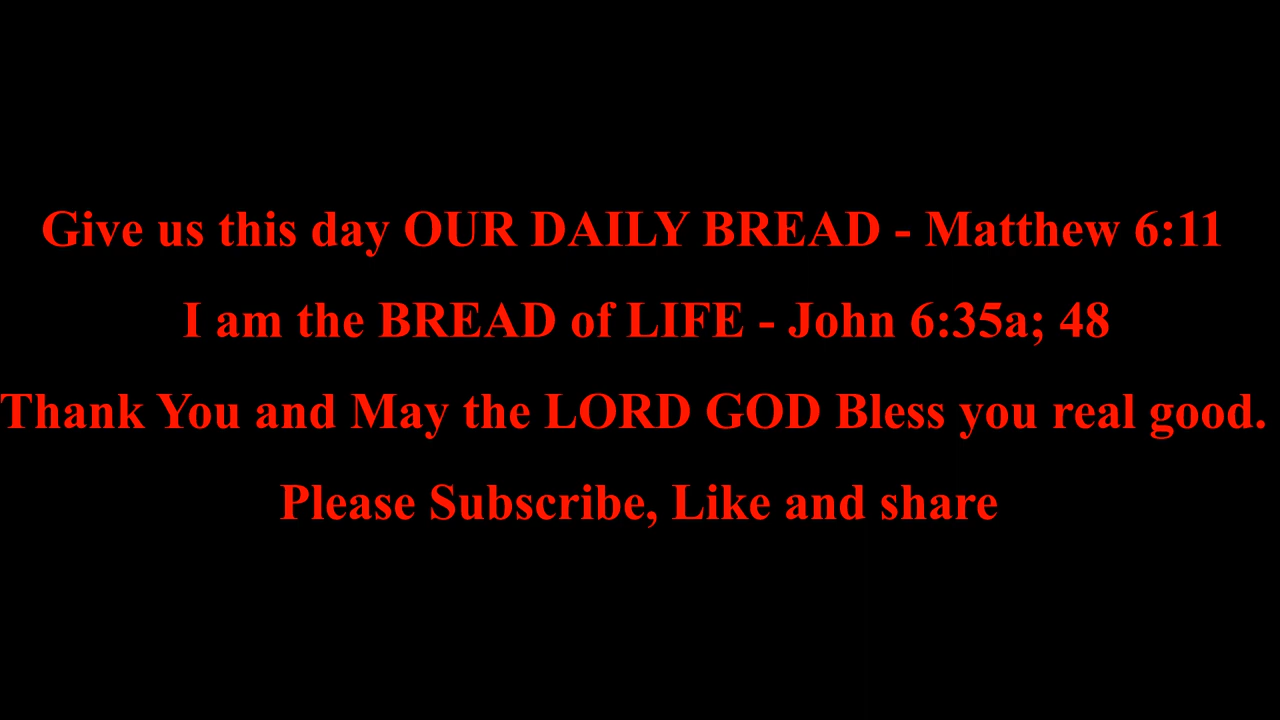 Give us this day OUR DAILY BREAD - Matthew 6:11
I am the BREAD of LIFE - John 6:35a; 48
Thank You and May the LORD GOD Bless you real good.
Please Subscribe, Like and share